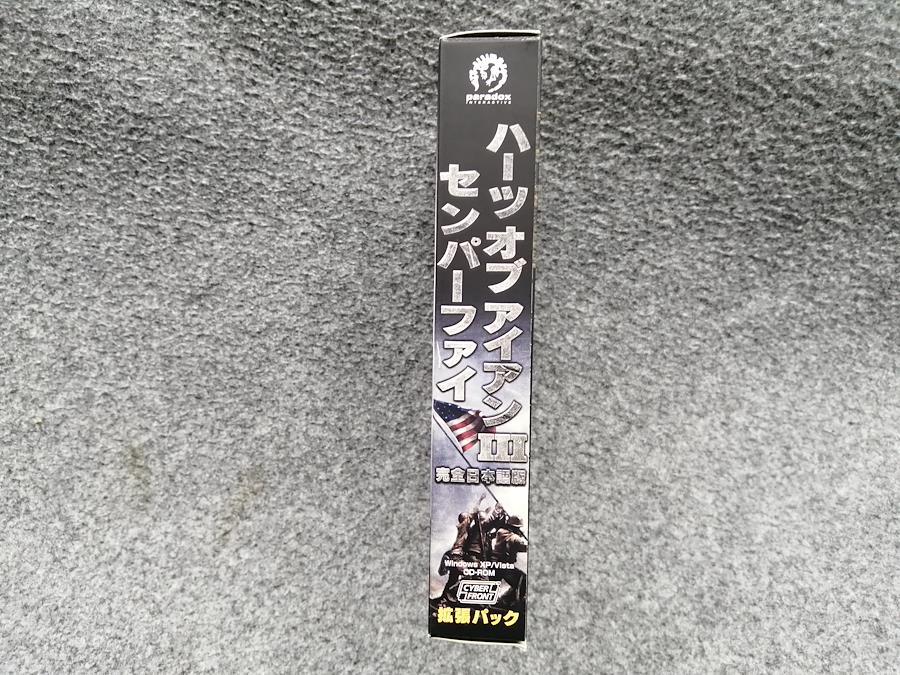 paradox
INTERACTIVE
ハーツ オブ アイアン III
センパーファイ
完全日本語版
Windows XP/Vista
CD-ROM
CYBER
FRONT
拡張パック